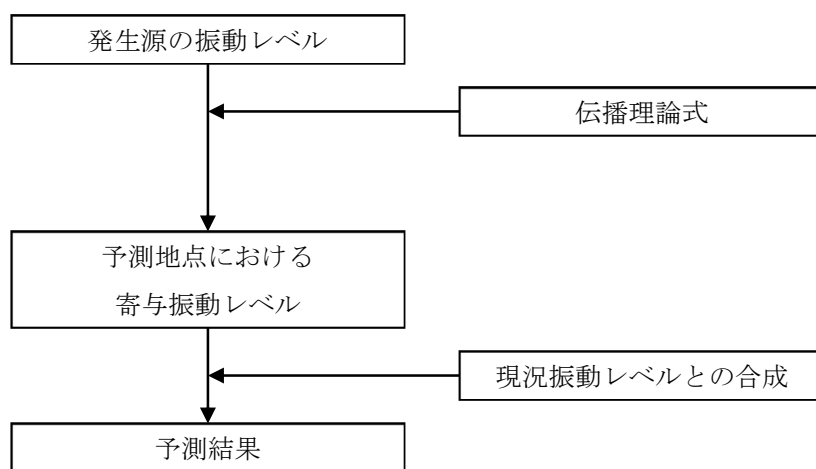 発生源の振動レベル
伝播理論式
予測地点における
寄与振動レベル
現況振動レベルとの合成
予測結果